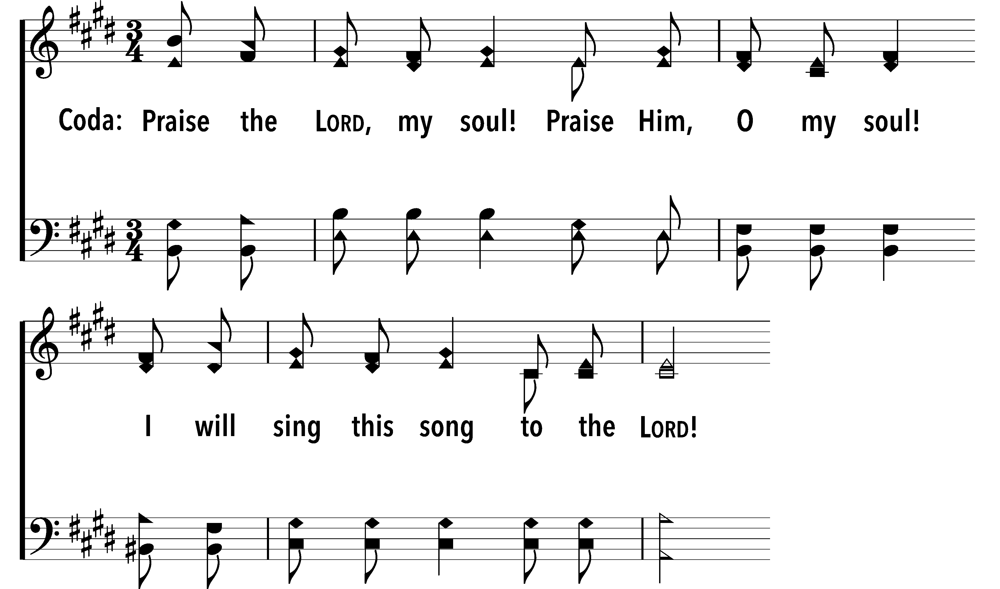 Coda: Praise the LORD, my soul! Praise Him, O my soul!
I will sing this song to the LORD!